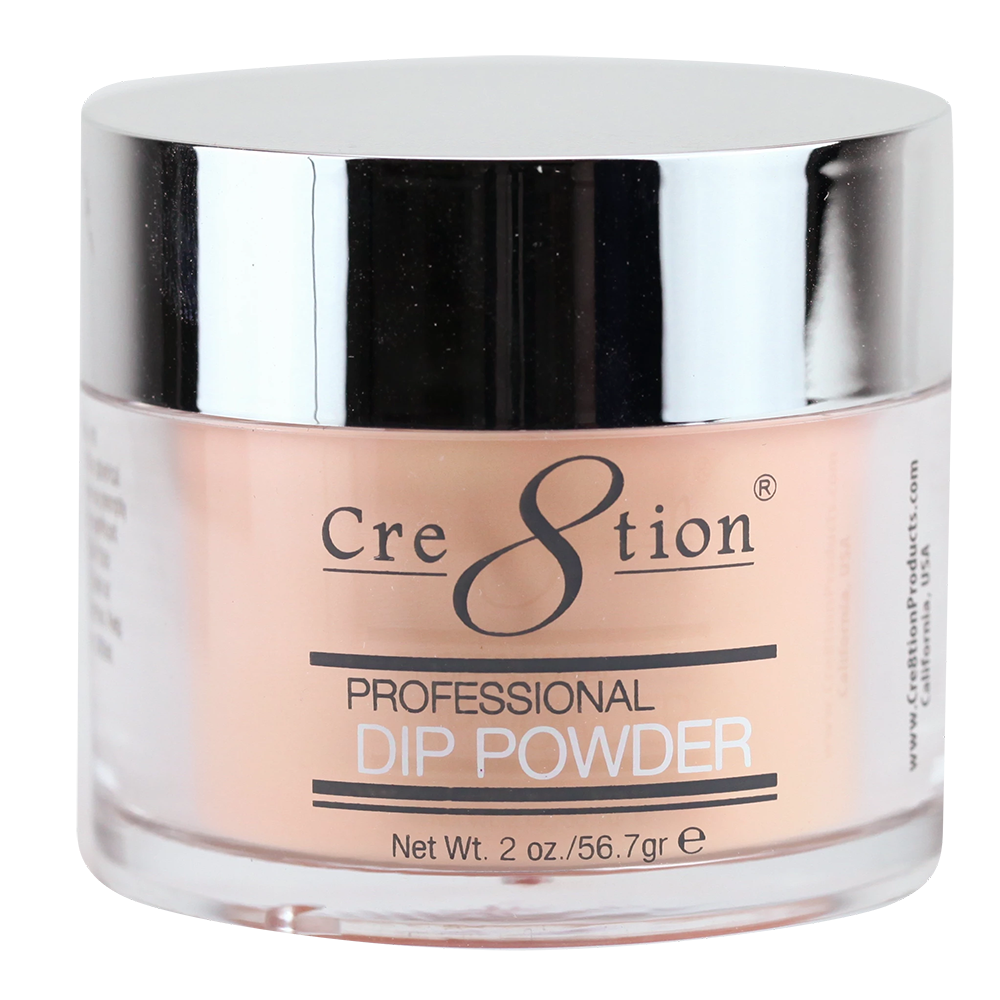 Cre8tion®
PROFESSIONAL
DIP POWDER
Net Wt. 2 oz./56.7gr ℮
www.Cre8tionProducts.com
California, USA